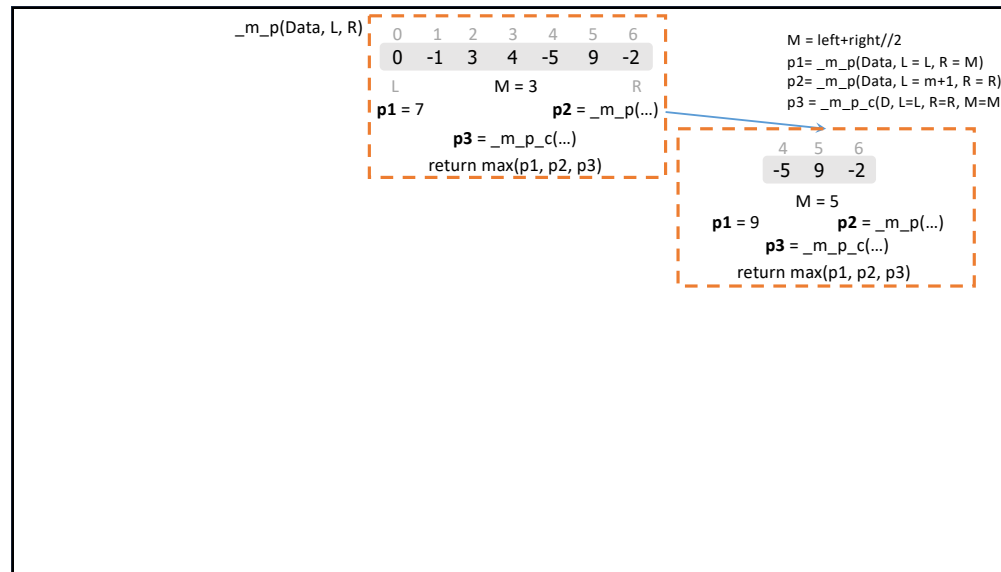 _m_p(Data, L, R)
0 1 2 3 4 5 6
0 -1 3 4 -5 9 -2
L M = 3 R
p1 = 7 p2 = _m_p(…)
p3 = _m_p_c(…)
return max(p1, p2, p3)
M = left+right//2
p1= _m_p(Data, L = L, R = M)
p2= _m_p(Data, L = m+1, R = R)
p3 = _m_p_c(D, L=L, R=R, M=M
4 5 6
-5 9 -2
M = 5
p1 = 9 p2 = _m_p(…)
p3 = _m_p_c(…)
return max(p1, p2, p3)